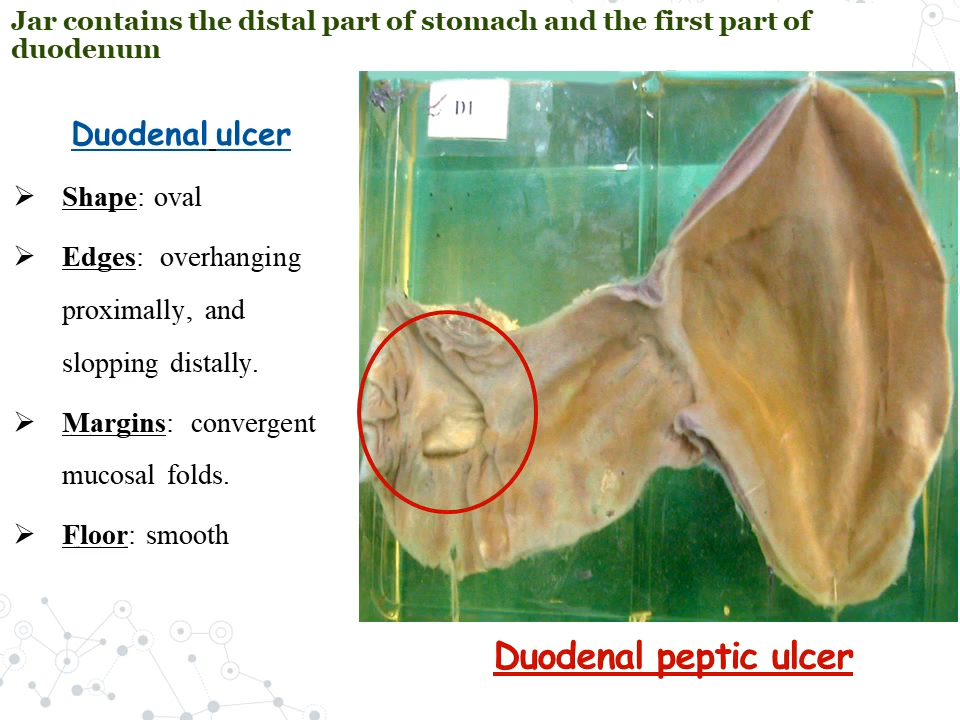 Jar contains the distal part of stomach and the first part of
duodenum
Duodenal ulcer
➢ Shape: oval
➢ Edges: overhanging
proximally, and
slopping distally.
➢ Margins: convergent
mucosal folds.
➢ Floor: smooth
D1
Duodenal peptic ulcer